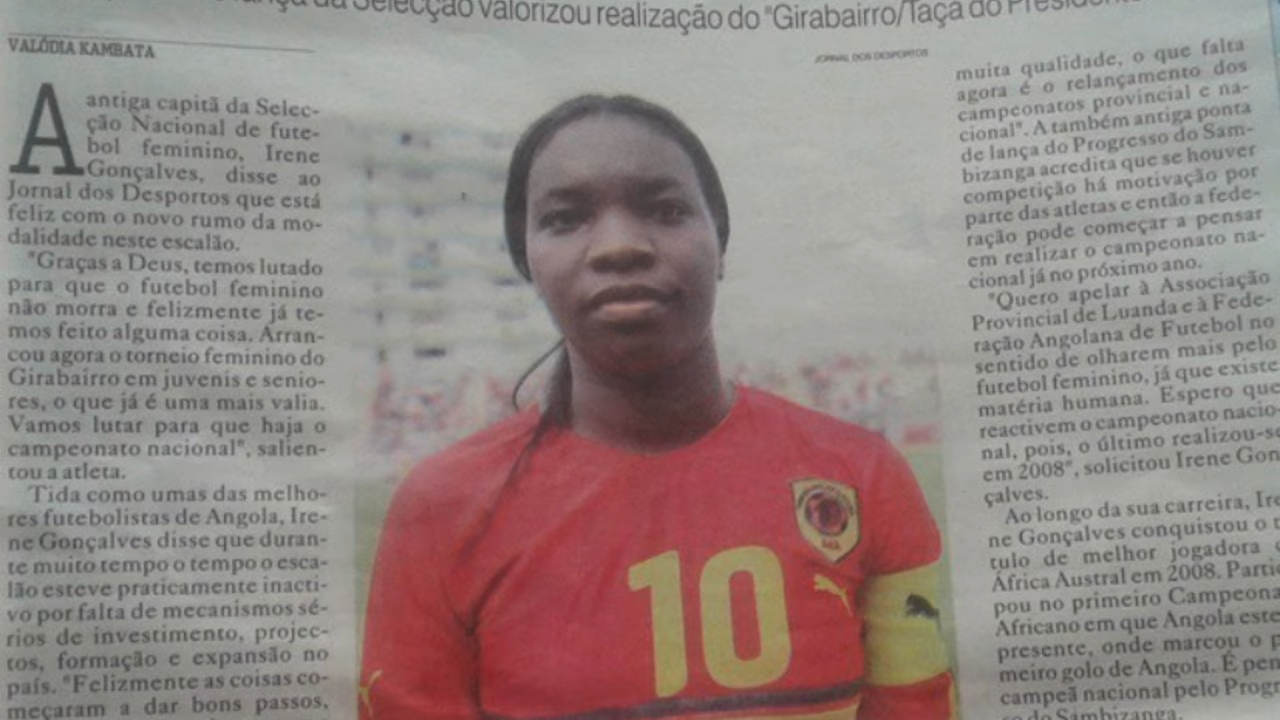 lança da Selecção valorizou realização do "Girabairro/Taça do
VALÓDIA KAMBATA
A antiga capitã da Selec-
ção Nacional de fute-
bol feminino, Irene
Gonçalves, disse ao
Jornal dos Desportos que está
feliz com o novo rumo da mo-
dalidade neste escalão.
"Graças a Deus, temos lutado
para que o futebol feminino
não morra e felizmente já te-
mos feito alguma coisa. Arran-
cou agora o torneio feminino do
Girabairro em juvenis e senio-
res, o que já é uma mais valia.
Vamos lutar para que haja o
campeonato nacional", salien-
tou a atleta.
Tida como umas das melho-
res futebolistas de Angola, Ire-
ne Gonçalves disse que duran-
te muito tempo o tempo o esca-
lão esteve praticamente inacti-
vo por falta de mecanismos sé-
rios de investimento, projec-
tos, formação e expansão no
país. "Felizmente as coisas co-
meçaram a dar bons passos,
JORNAL DOS DESPORTOS
10
muita qualidade, o que falta
agora é o relançamento dos
campeonatos provincial e na-
cional". A também antiga ponta
de lança do Progresso do Sam-
bizanga acredita que se houver
competição há motivação por
parte das atletas e então a fede-
ração pode começar a pensar
em realizar o campeonato na-
cional já no próximo ano.
"Quero apelar à Associação
Provincial de Luanda e à Fede-
ração Angolana de Futebol no
sentido de olharem mais pelo
futebol feminino, já que existe
matéria humana. Espero que
reactivem o campeonato nacio-
nal, pois, o último realizou-s
em 2008", solicitou Irene Gon
çalves.
Ao longo da sua carreira, Ire
ne Gonçalves conquistou o
tulo de melhor jogadora
África Austral em 2008. Partic
pou no primeiro Campeona
Africano em que Angola este
presente, onde marcou o p
meiro golo de Angola. É pen
campeã nacional pelo Progr
do Sambizanga.